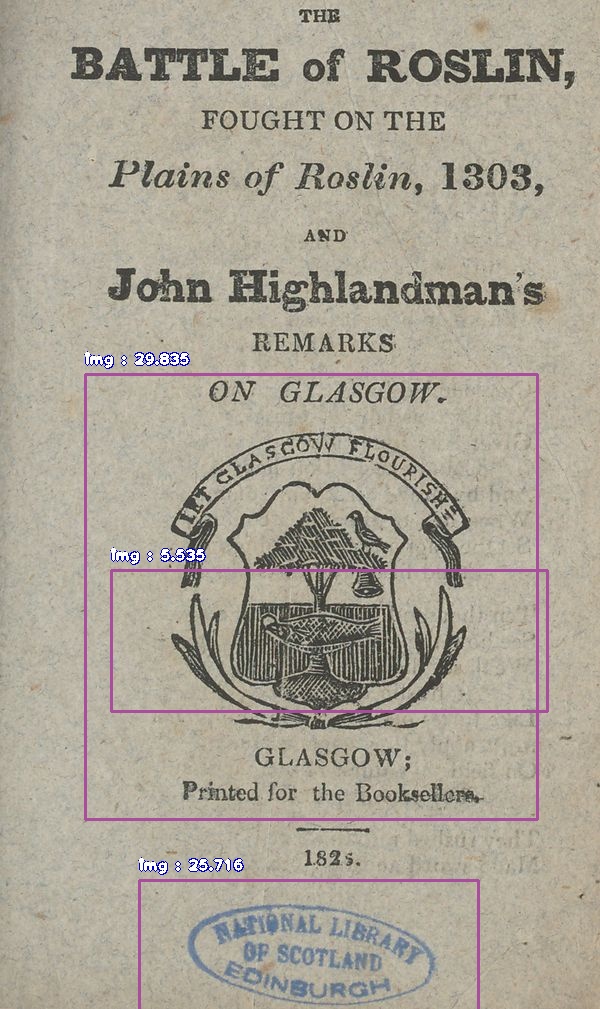 THE
BATTLE of ROSLIN,
FOUGHT ON THE
Plains of Roslin, 1303,
AND
John Highlandman's
REMARKS
img : 29.835
ON GLASGOW.
LET GLASGOW FLOURISH
img : 5.535
GLASGOW;
Printed for the Booksellers.
182
img : 25.716
NATIONAL LIBRARY
OF SCOTLAND
EDINBURGH